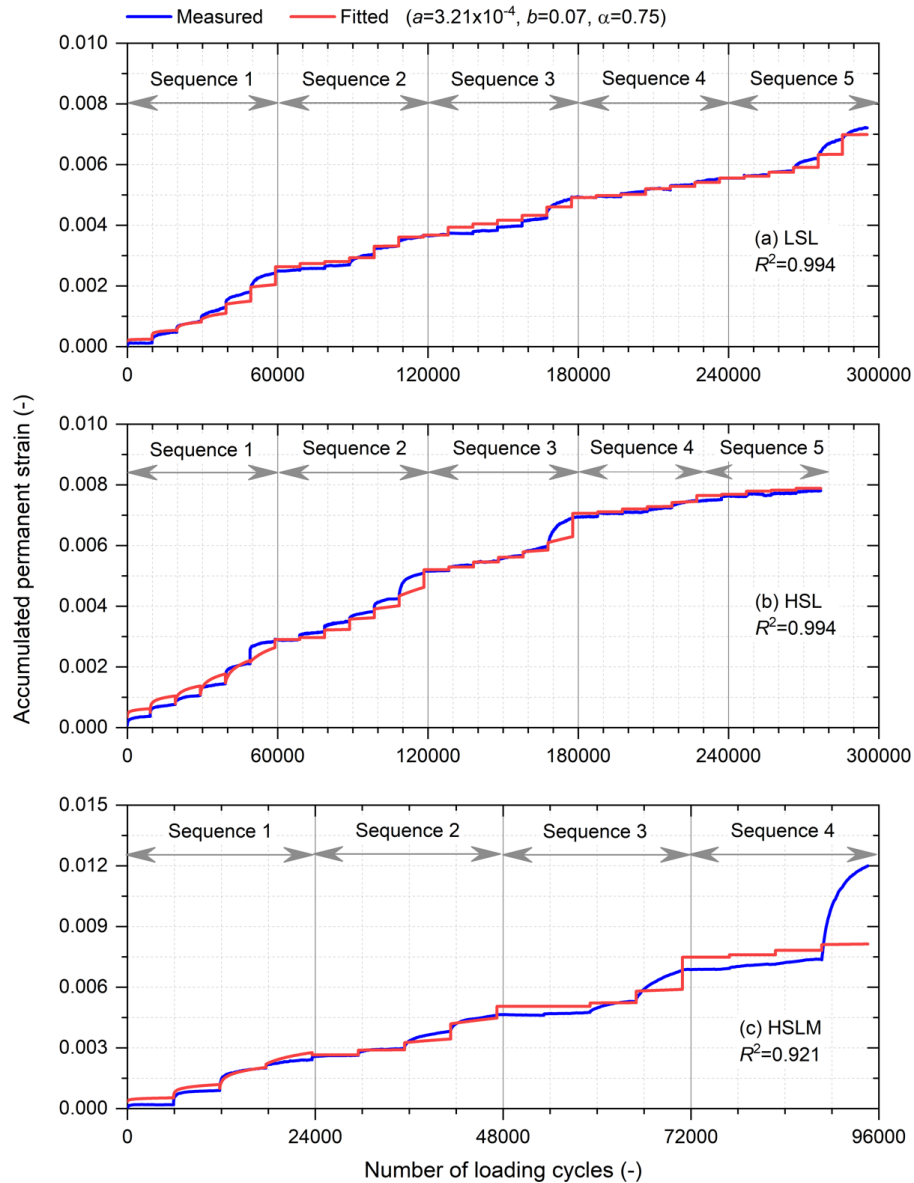 Measured Fitted (a=3.21x10⁻⁴, b=0.07, α=0.75)
0.010
Sequence 1 Sequence 2 Sequence 3 Sequence 4 Sequence 5
0.008
0.006
0.004
(a) LSL
R²=0.994
0.002
0.000
0 60000 120000 180000 240000 300000
Accumulated permanent strain (-)
0.010
Sequence 1 Sequence 2 Sequence 3 Sequence 4 Sequence 5
0.008
0.006
0.004
(b) HSL
R²=0.994
0.002
0.000
0 60000 120000 180000 240000 300000
0.015
Sequence 1 Sequence 2 Sequence 3 Sequence 4
0.012
0.009
0.006
(c) HSLM
R²=0.921
0.003
0.000
0 24000 48000 72000 96000
Number of loading cycles (-)